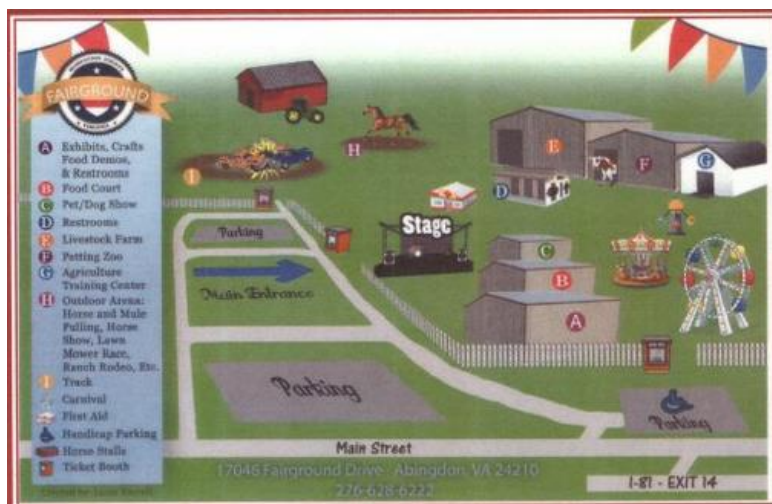 WASHINGTON COUNTY
FAIRGROUND
VIRGINIA
A Exhibits, Crafts
Food Demos,
& Restrooms
B Food Court
C Pet/Dog Show
D Restrooms
E Livestock Farm
F Petting Zoo
G Agriculture
Training Center
H Outdoor Arena:
Horse and Mule
Pulling, Horse
Show, Lawn
Mower Race,
Ranch Rodeo, Etc.
I Track
Carnival
First Aid
Handicap Parking
Horse Stalls
Ticket Booth
H
I
E
F
G
D
Parking
Stage
Main Entrance
C
B
A
Parking
Parking
Main Street
17046 Fairground Drive Abingdon, VA 24210
276-628-6222
I-81 - EXIT 14